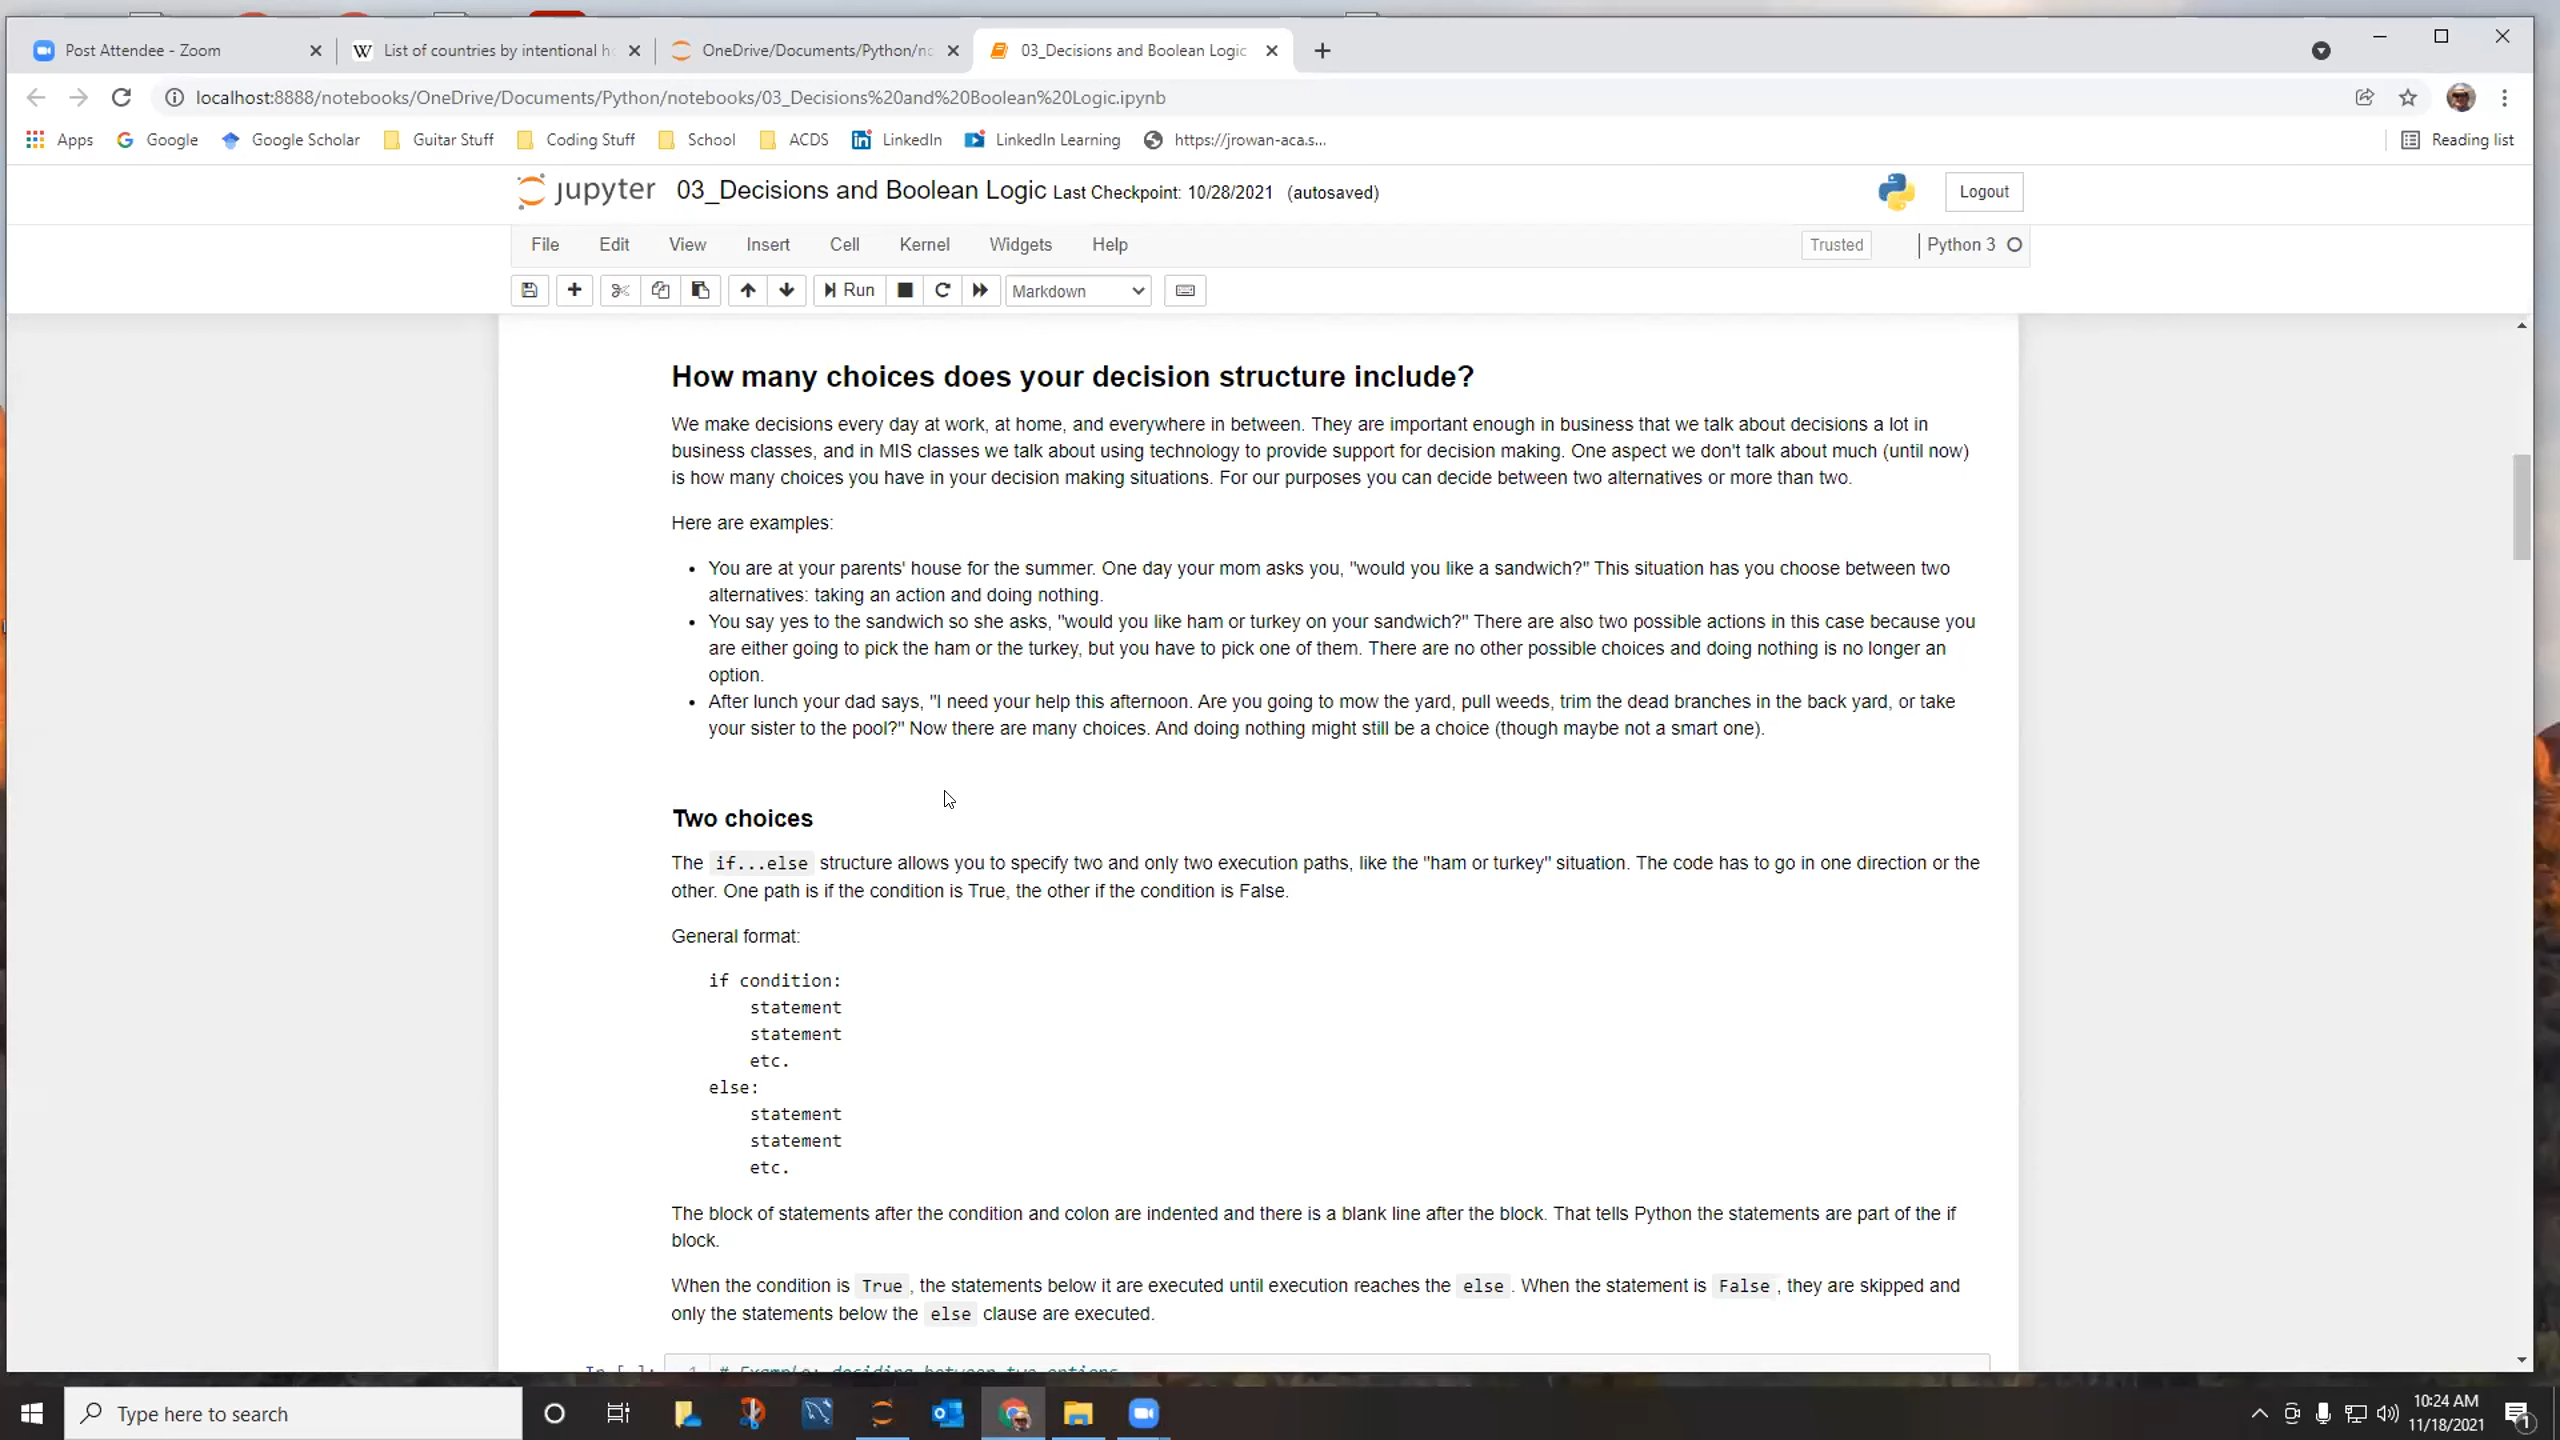 Post Attendee - Zoom
List of countries by intentional h
OneDrive/Documents/Python/no
03_Decisions and Boolean Logic
localhost:8888/notebooks/OneDrive/Documents/Python/notebooks/03_Decisions%20and%20Boolean%20Logic.ipynb
Apps
Google
Google Scholar
Guitar Stuff
Coding Stuff
School
ACDS
LinkedIn
LinkedIn Learning
https://jrowan-aca.s...
Reading list
jupyter 03_Decisions and Boolean Logic Last Checkpoint: 10/28/2021 (autosaved)
Logout
File Edit View Insert Cell Kernel Widgets Help
Trusted
Python 3
Run
Markdown
How many choices does your decision structure include?
We make decisions every day at work, at home, and everywhere in between. They are important enough in business that we talk about decisions a lot in
business classes, and in MIS classes we talk about using technology to provide support for decision making. One aspect we don't talk about much (until now)
is how many choices you have in your decision making situations. For our purposes you can decide between two alternatives or more than two.
Here are examples:
• You are at your parents' house for the summer. One day your mom asks you, "would you like a sandwich?" This situation has you choose between two
alternatives: taking an action and doing nothing.
• You say yes to the sandwich so she asks, "would you like ham or turkey on your sandwich?" There are also two possible actions in this case because you
are either going to pick the ham or the turkey, but you have to pick one of them. There are no other possible choices and doing nothing is no longer an
option.
• After lunch your dad says, "I need your help this afternoon. Are you going to mow the yard, pull weeds, trim the dead branches in the back yard, or take
your sister to the pool?" Now there are many choices. And doing nothing might still be a choice (though maybe not a smart one).
Two choices
The if...else structure allows you to specify two and only two execution paths, like the "ham or turkey" situation. The code has to go in one direction or the
other. One path is if the condition is True, the other if the condition is False.
General format:
if condition:
statement
statement
etc.
else:
statement
statement
etc.
The block of statements after the condition and colon are indented and there is a blank line after the block. That tells Python the statements are part of the if
block.
When the condition is True , the statements below it are executed until execution reaches the else . When the statement is False , they are skipped and
only the statements below the else clause are executed.
In [ ]: 1 # Example: deciding between two options
Type here to search
10:24 AM
11/18/2021
1